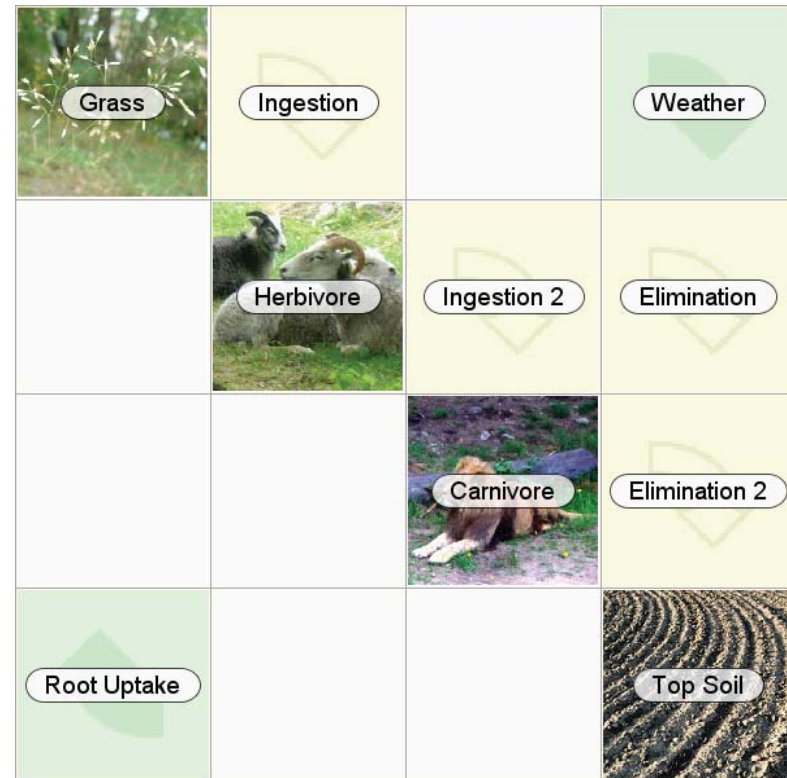 Grass
Ingestion
Weather
Herbivore
Ingestion 2
Elimination
Carnivore
Elimination 2
Root Uptake
Top Soil